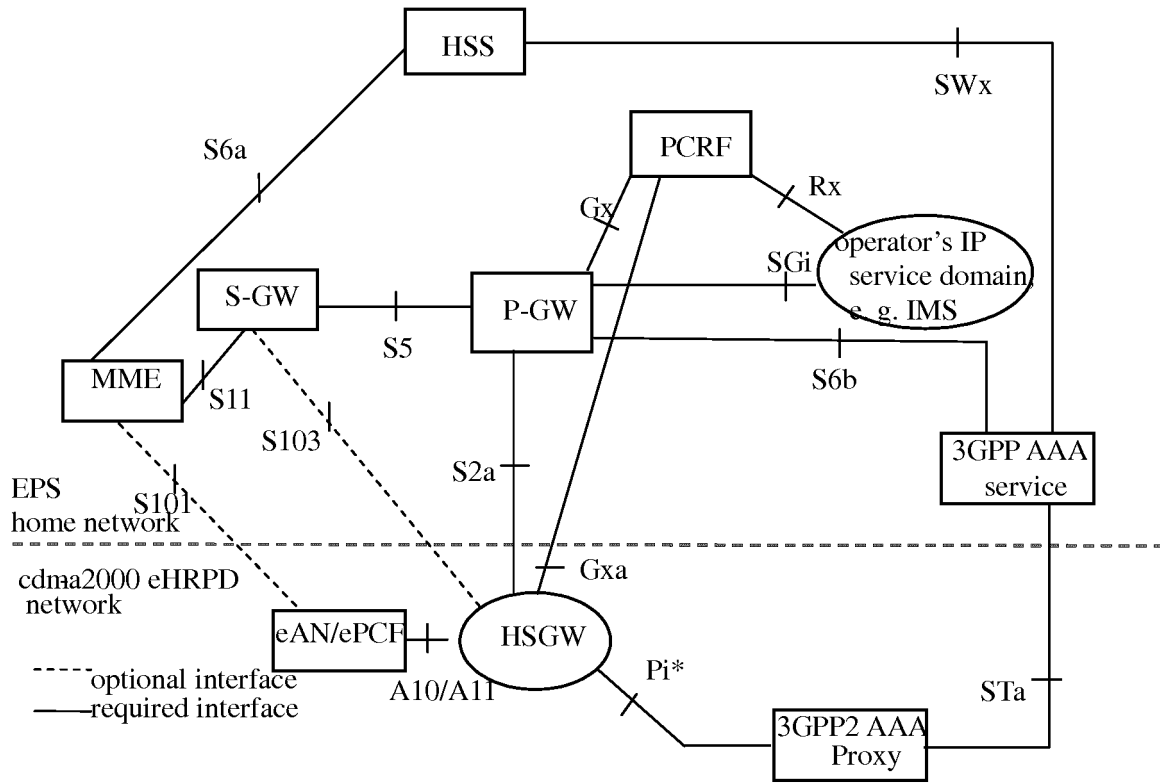 HSS
SWx
S6a
PCRF
Rx
Gx
operator's IP
service domain,
e. g. IMS
SGi
S-GW
P-GW
S5
S6b
MME
S11
S103
S2a
3GPP AAA
service
S101
EPS
home network
cdma2000 eHRPD
network
Gxa
eAN/ePCF
HSGW
A10/A11
Pi*
STa
optional interface
required interface
3GPP2 AAA
Proxy